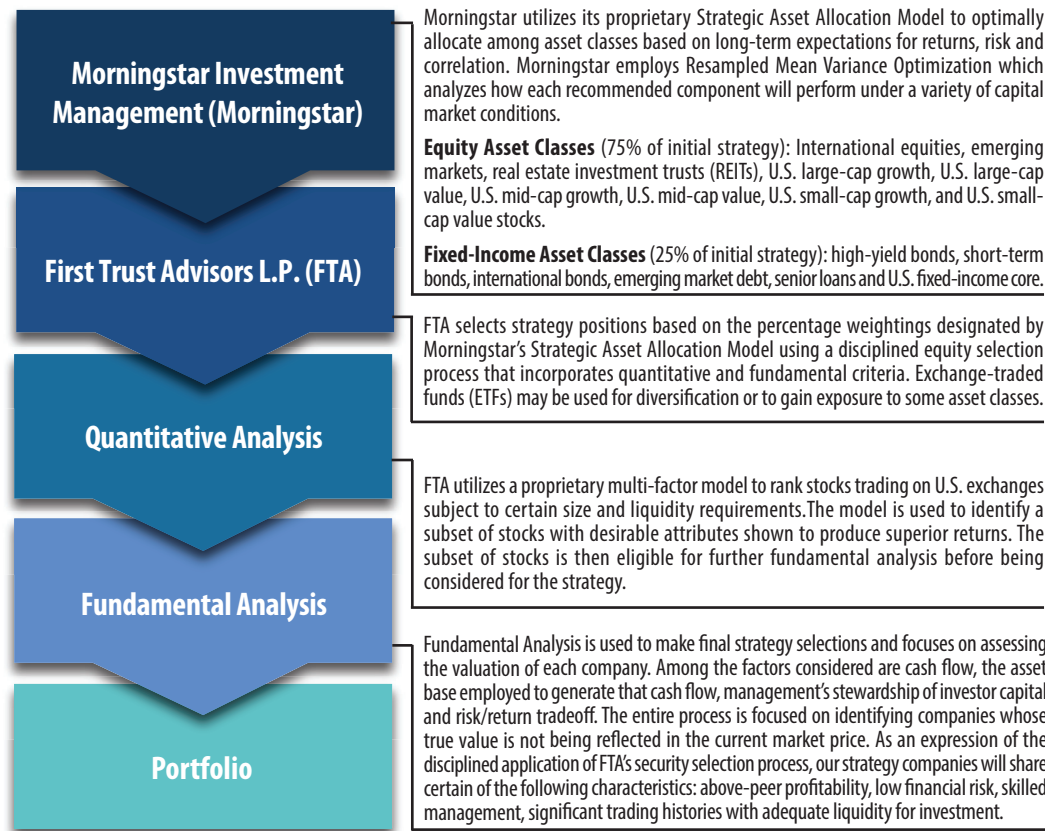 Morningstar Investment
Management (Morningstar)
Morningstar utilizes its proprietary Strategic Asset Allocation Model to optimally
allocate among asset classes based on long-term expectations for returns, risk and
correlation. Morningstar employs Resampled Mean Variance Optimization which
analyzes how each recommended component will perform under a variety of capital
market conditions.
Equity Asset Classes (75% of initial strategy): International equities, emerging
markets, real estate investment trusts (REITs), U.S. large-cap growth, U.S. large-cap
value, U.S. mid-cap growth, U.S. mid-cap value, U.S. small-cap growth, and U.S. small-
cap value stocks.
Fixed-Income Asset Classes (25% of initial strategy): high-yield bonds, short-term
bonds, international bonds, emerging market debt, senior loans and U.S. fixed-income core.
First Trust Advisors L.P. (FTA)
FTA selects strategy positions based on the percentage weightings designated by
Morningstar’s Strategic Asset Allocation Model using a disciplined equity selection
process that incorporates quantitative and fundamental criteria. Exchange-traded
funds (ETFs) may be used for diversification or to gain exposure to some asset classes.
Quantitative Analysis
FTA utilizes a proprietary multi-factor model to rank stocks trading on U.S. exchanges
subject to certain size and liquidity requirements.The model is used to identify a
subset of stocks with desirable attributes shown to produce superior returns. The
subset of stocks is then eligible for further fundamental analysis before being
considered for the strategy.
Fundamental Analysis
Fundamental Analysis is used to make final strategy selections and focuses on assessing
the valuation of each company. Among the factors considered are cash flow, the asset
base employed to generate that cash flow, management’s stewardship of investor capital
and risk/return tradeoff. The entire process is focused on identifying companies whose
true value is not being reflected in the current market price. As an expression of the
disciplined application of FTA’s security selection process, our strategy companies will share
certain of the following characteristics: above-peer profitability, low financial risk, skilled
management, significant trading histories with adequate liquidity for investment.
Portfolio